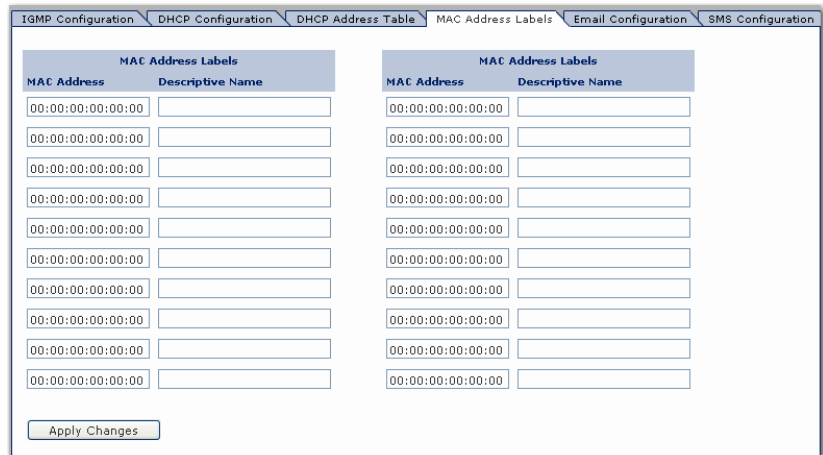 IGMP Configuration DHCP Configuration DHCP Address Table MAC Address Labels Email Configuration SMS Configuration
MAC Address Labels MAC Address Labels
MAC Address Descriptive Name MAC Address Descriptive Name
00:00:00:00:00:00 00:00:00:00:00:00
00:00:00:00:00:00 00:00:00:00:00:00
00:00:00:00:00:00 00:00:00:00:00:00
00:00:00:00:00:00 00:00:00:00:00:00
00:00:00:00:00:00 00:00:00:00:00:00
00:00:00:00:00:00 00:00:00:00:00:00
00:00:00:00:00:00 00:00:00:00:00:00
00:00:00:00:00:00 00:00:00:00:00:00
00:00:00:00:00:00 00:00:00:00:00:00
00:00:00:00:00:00 00:00:00:00:00:00
Apply Changes